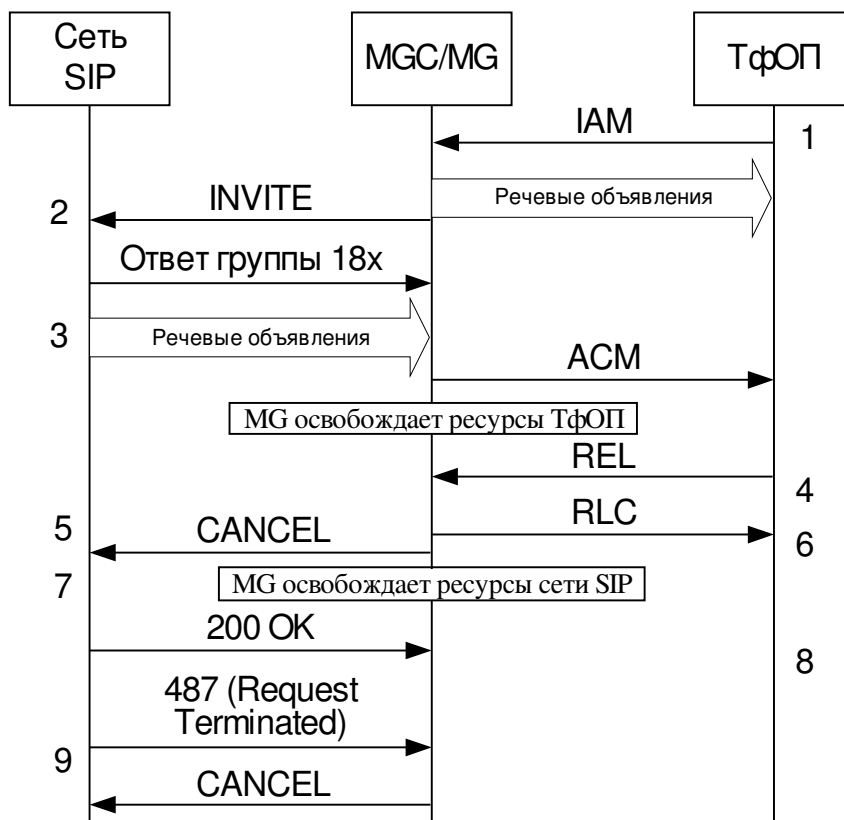 Сеть
SIP
MGC/MG
ТфОП
IAM
1
Речевые объявления
2
INVITE
Ответ группы 18x
3
Речевые объявления
ACM
MG освобождает ресурсы ТфОП
REL
4
5
CANCEL
RLC
6
7
MG освобождает ресурсы сети SIP
200 OK
8
487 (Request
Terminated)
9
CANCEL